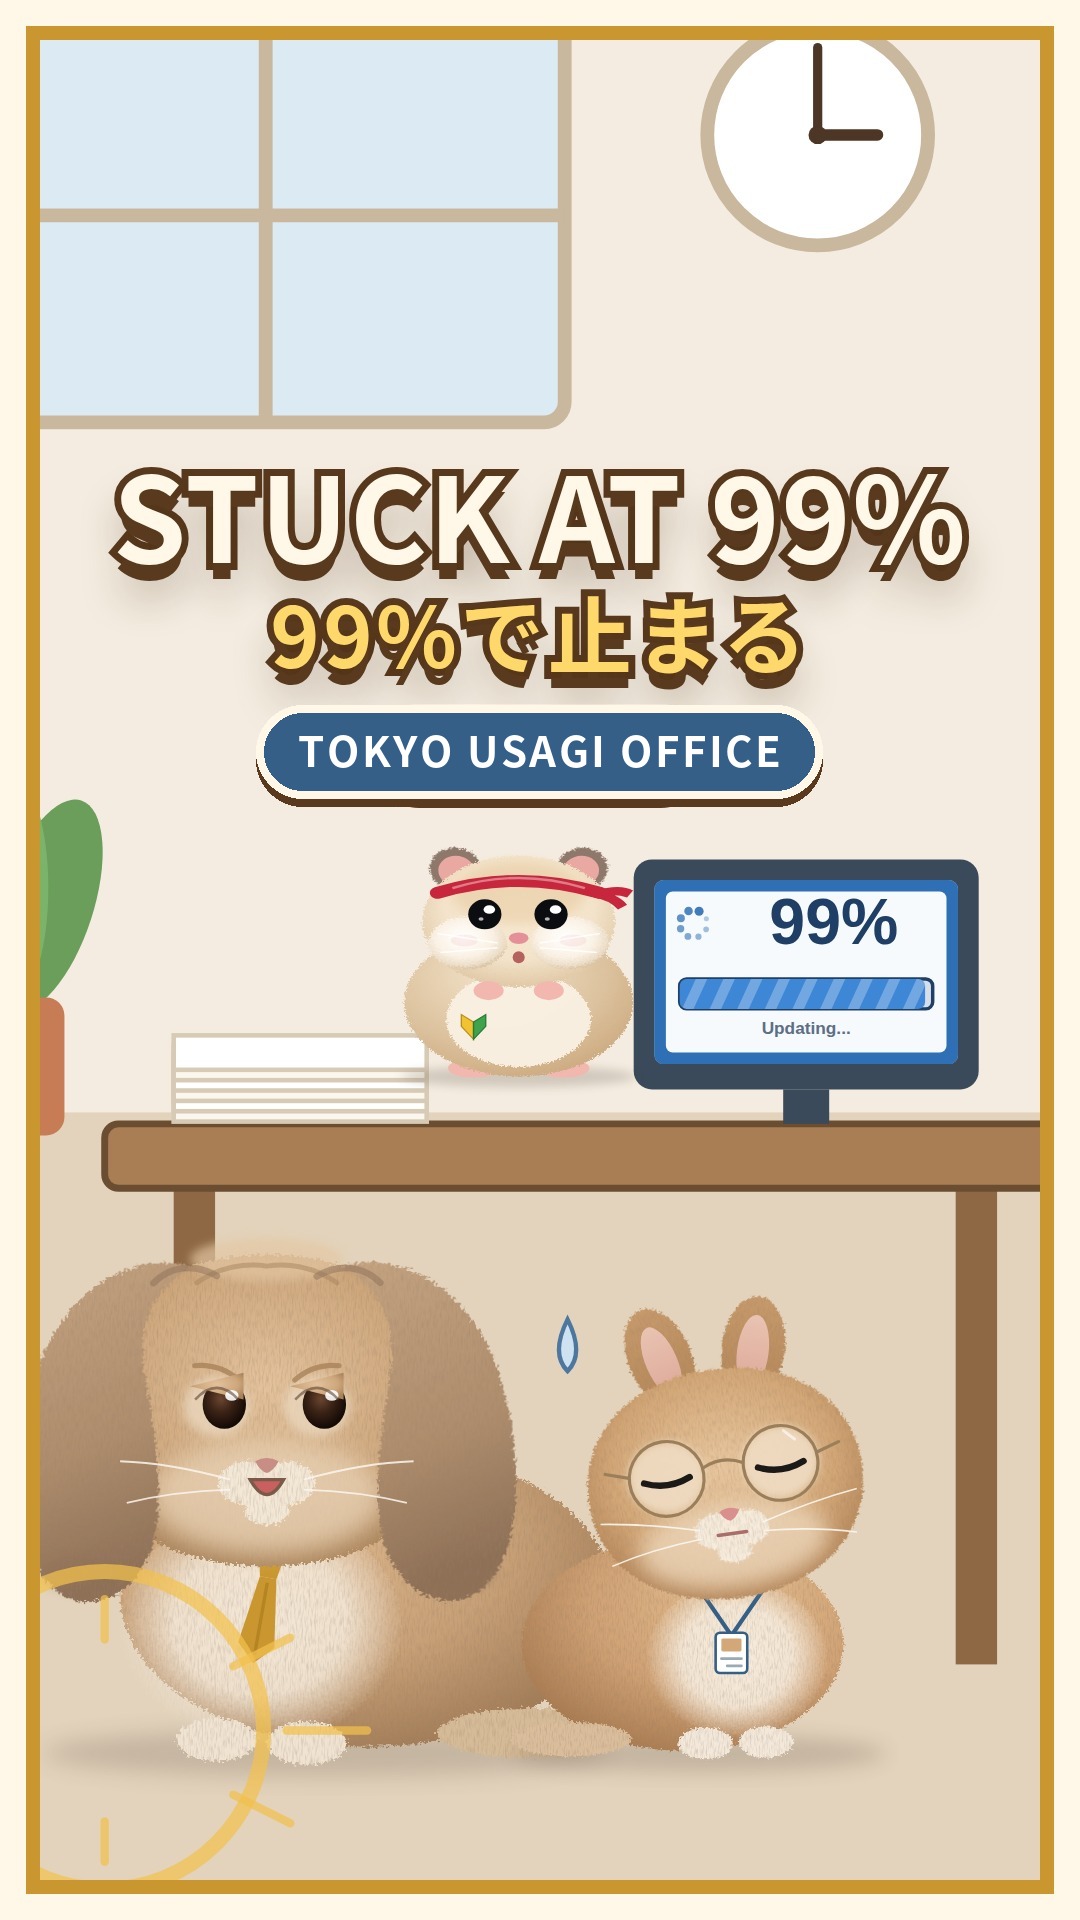 STUCK AT 99%
99%で止まる
TOKYO USAGI OFFICE
99%
Updating...